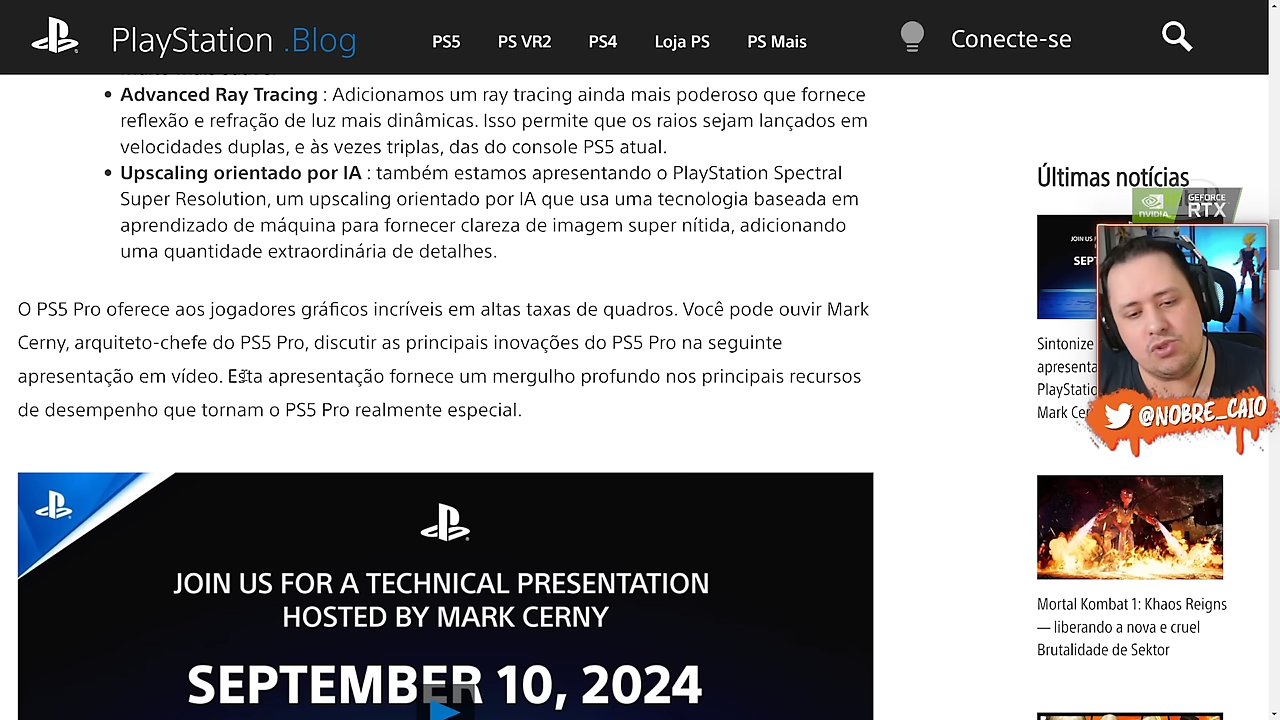 PlayStation .Blog
PS5
PS VR2
PS4
Loja PS
PS Mais
Conecte-se
Advanced Ray Tracing : Adicionamos um ray tracing ainda mais poderoso que fornece
reflexão e refração de luz mais dinâmicas. Isso permite que os raios sejam lançados em
velocidades duplas, e às vezes triplas, das do console PS5 atual.
Upscaling orientado por IA : também estamos apresentando o PlayStation Spectral
Super Resolution, um upscaling orientado por IA que usa uma tecnologia baseada em
aprendizado de máquina para fornecer clareza de imagem super nítida, adicionando
uma quantidade extraordinária de detalhes.
O PS5 Pro oferece aos jogadores gráficos incríveis em altas taxas de quadros. Você pode ouvir Mark
Cerny, arquiteto-chefe do PS5 Pro, discutir as principais inovações do PS5 Pro na seguinte
apresentação em vídeo. Esta apresentação fornece um mergulho profundo nos principais recursos
de desempenho que tornam o PS5 Pro realmente especial.
JOIN US FOR A TECHNICAL PRESENTATION
HOSTED BY MARK CERNY
SEPTEMBER 10, 2024
Últimas notícias
NVIDIA
GEFORCE
RTX
JOIN US
SEPT
Sintonize
apresenta
PlayStatio
Mark Cer
@NOBRE_CAIO
Mortal Kombat 1: Khaos Reigns
— liberando a nova e cruel
Brutalidade de Sektor